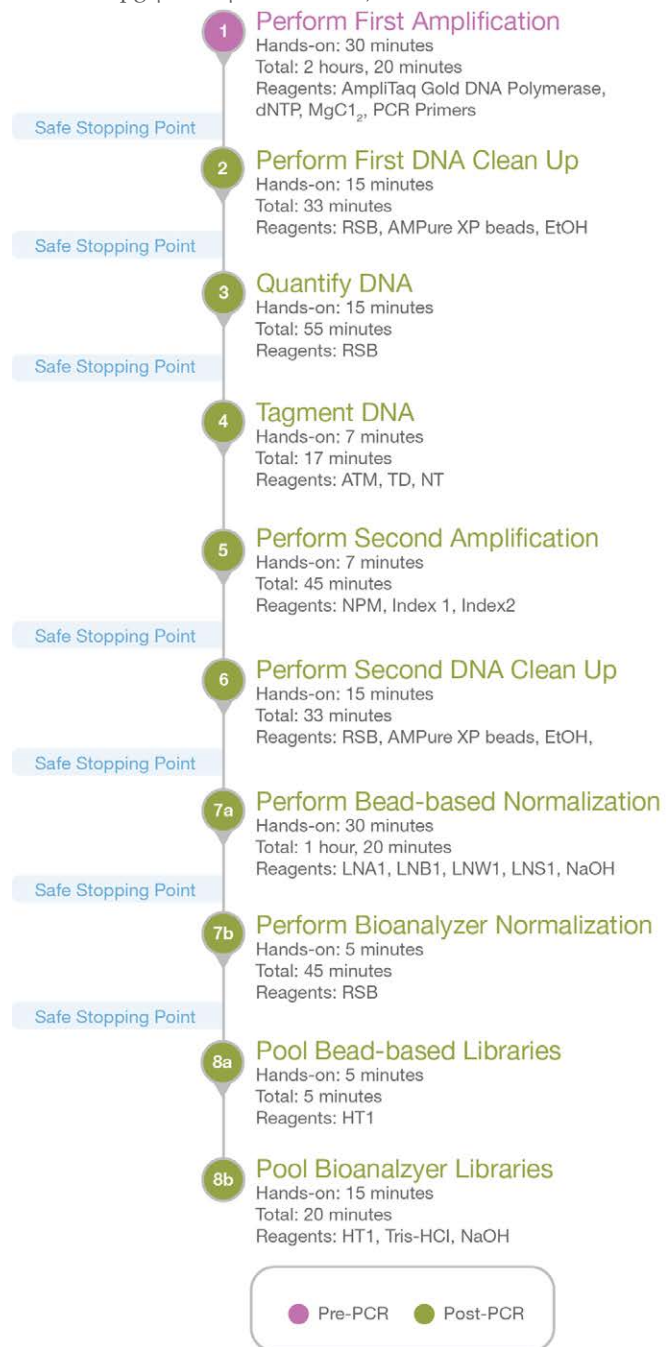 1
Perform First Amplification
Hands-on: 30 minutes
Total: 2 hours, 20 minutes
Reagents: AmpliTaq Gold DNA Polymerase,
dNTP, MgC1₂, PCR Primers
Safe Stopping Point
2
Perform First DNA Clean Up
Hands-on: 15 minutes
Total: 33 minutes
Reagents: RSB, AMPure XP beads, EtOH
Safe Stopping Point
3
Quantify DNA
Hands-on: 15 minutes
Total: 55 minutes
Reagents: RSB
Safe Stopping Point
4
Tagment DNA
Hands-on: 7 minutes
Total: 17 minutes
Reagents: ATM, TD, NT
5
Perform Second Amplification
Hands-on: 7 minutes
Total: 45 minutes
Reagents: NPM, Index 1, Index2
Safe Stopping Point
6
Perform Second DNA Clean Up
Hands-on: 15 minutes
Total: 33 minutes
Reagents: RSB, AMPure XP beads, EtOH,
Safe Stopping Point
7a
Perform Bead-based Normalization
Hands-on: 30 minutes
Total: 1 hour, 20 minutes
Reagents: LNA1, LNB1, LNW1, LNS1, NaOH
Safe Stopping Point
7b
Perform Bioanalyzer Normalization
Hands-on: 5 minutes
Total: 45 minutes
Reagents: RSB
Safe Stopping Point
8a
Pool Bead-based Libraries
Hands-on: 5 minutes
Total: 5 minutes
Reagents: HT1
8b
Pool Bioanalzyer Libraries
Hands-on: 15 minutes
Total: 20 minutes
Reagents: HT1, Tris-HCl, NaOH
Pre-PCR
Post-PCR